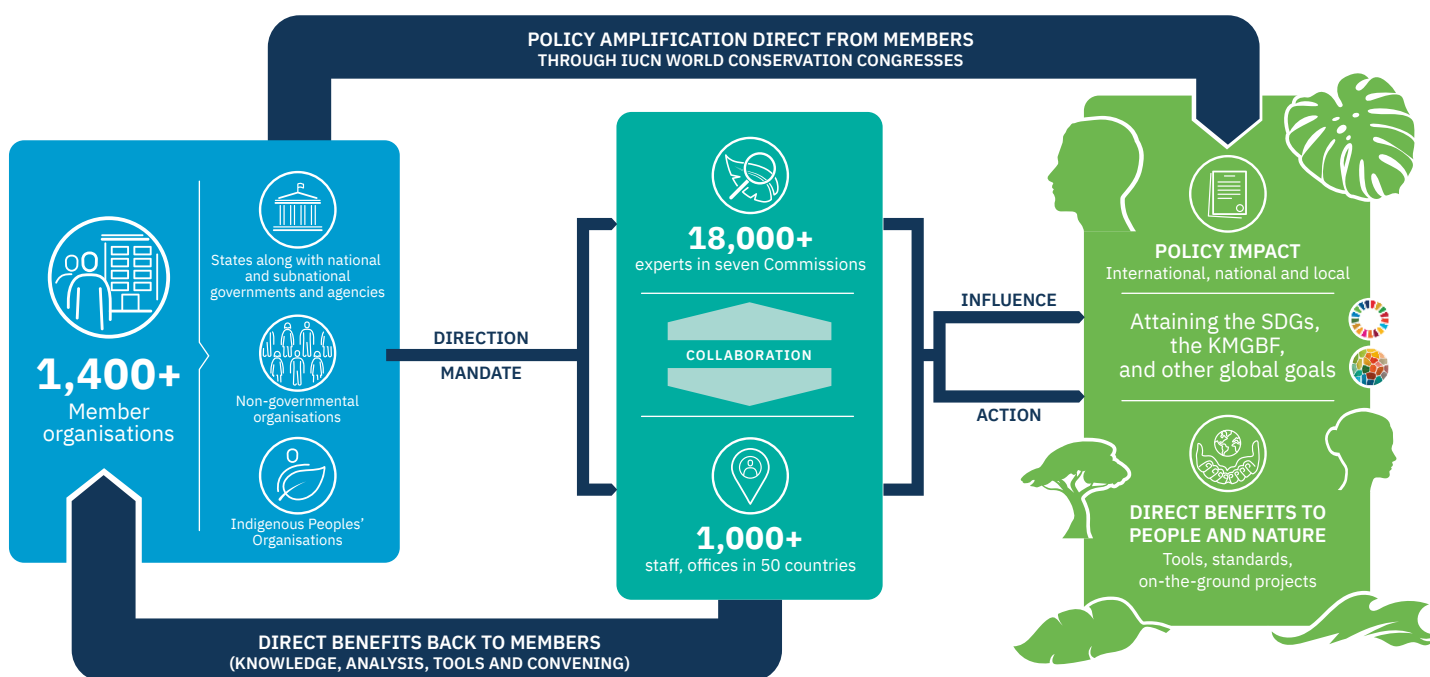 POLICY AMPLIFICATION DIRECT FROM MEMBERS
THROUGH IUCN WORLD CONSERVATION CONGRESSES
1,400+
Member
organisations
States along with national
and subnational
governments and agencies
Non-governmental
organisations
Indigenous Peoples’
Organisations
DIRECTION
MANDATE
18,000+
experts in seven Commissions
COLLABORATION
1,000+
staff, offices in 50 countries
INFLUENCE
ACTION
POLICY IMPACT
International, national and local
Attaining the SDGs,
the KMGBF,
and other global goals
DIRECT BENEFITS TO
PEOPLE AND NATURE
Tools, standards,
on-the-ground projects
DIRECT BENEFITS BACK TO MEMBERS
(KNOWLEDGE, ANALYSIS, TOOLS AND CONVENING)